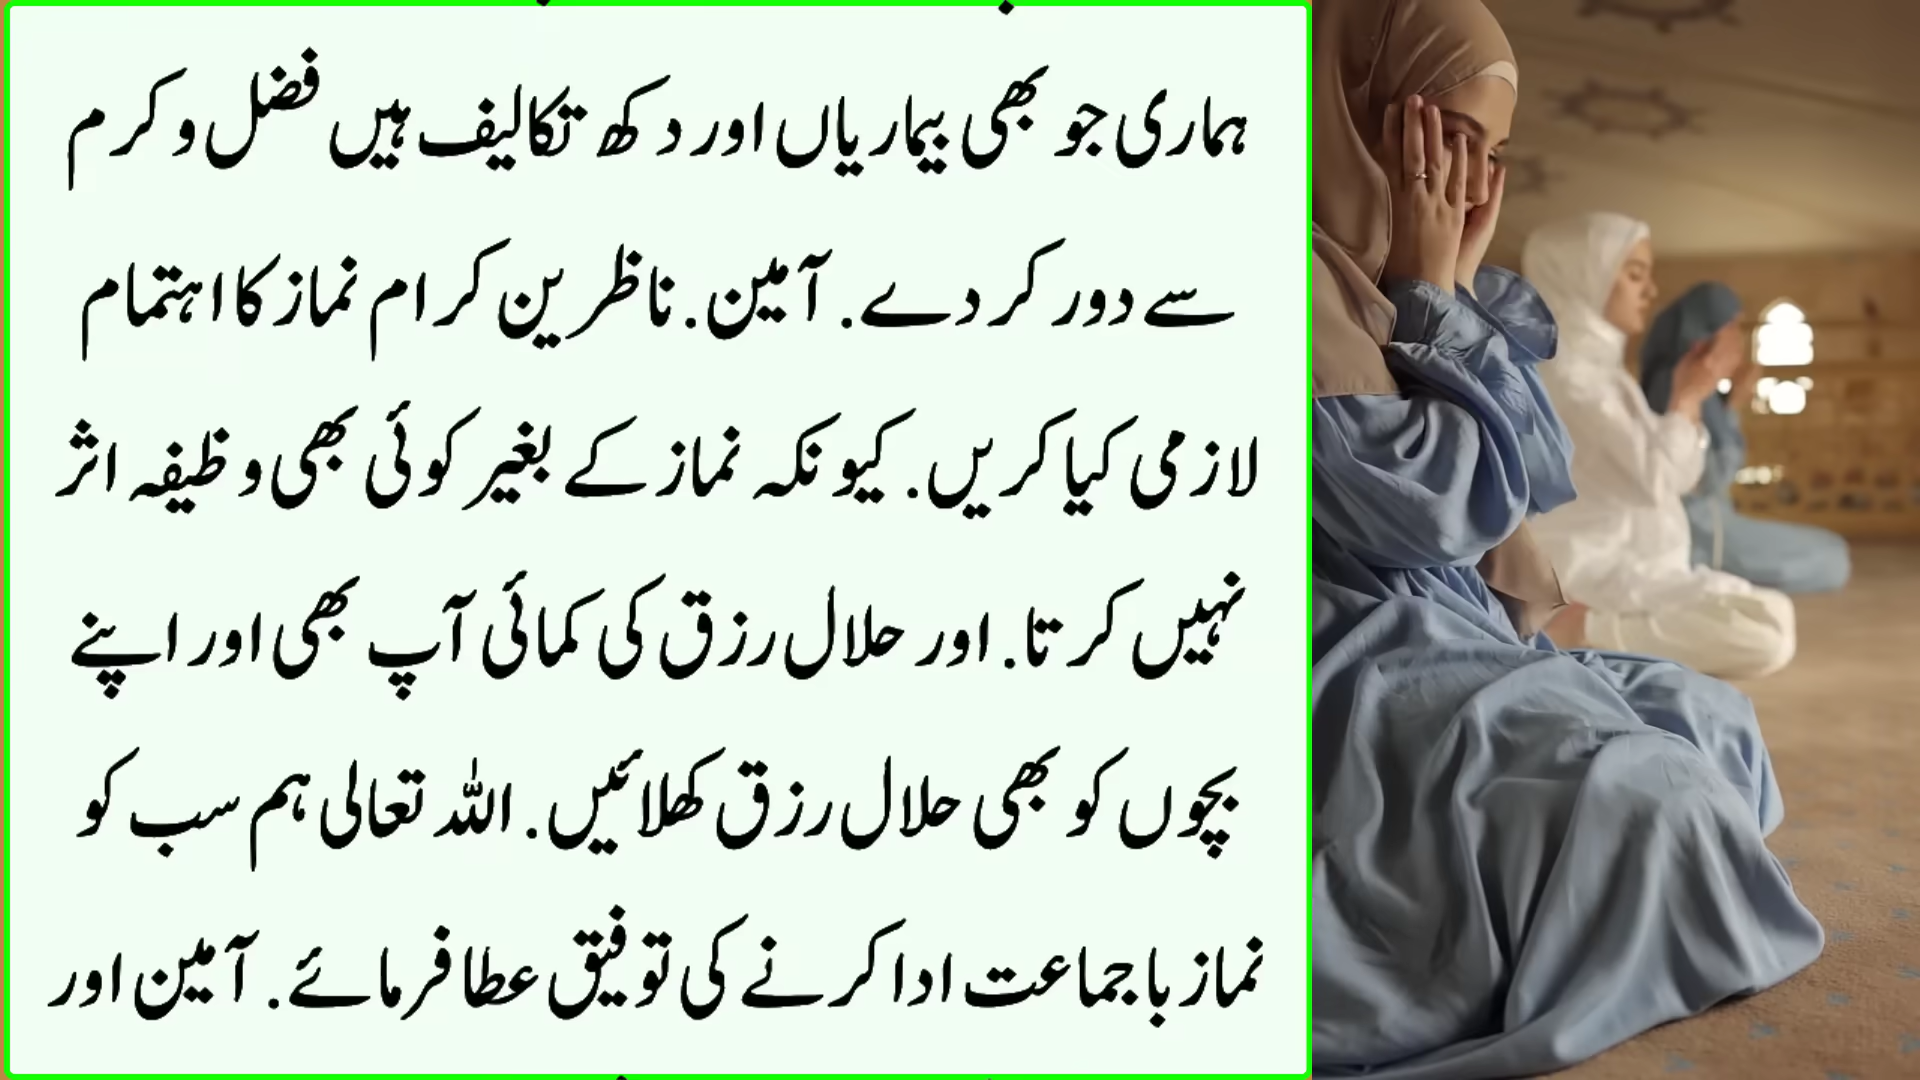 ہماری جو بھی بیماریاں اور دکھ تکالیف ہیں فضل و کرم
سے دور کر دے. آمین. ناظرین کرام نماز کا اہتمام
لازمی کیا کریں. کیونکہ نماز کے بغیر کوئی بھی وظیفہ اثر
نہیں کرتا. اور حلال رزق کی کمائی آپ بھی اور اپنے
بچوں کو بھی حلال رزق کھلائیں. اللہ تعالی ہم سب کو
نماز باجماعت ادا کرنے کی توفیق عطا فرمائے. آمین اور